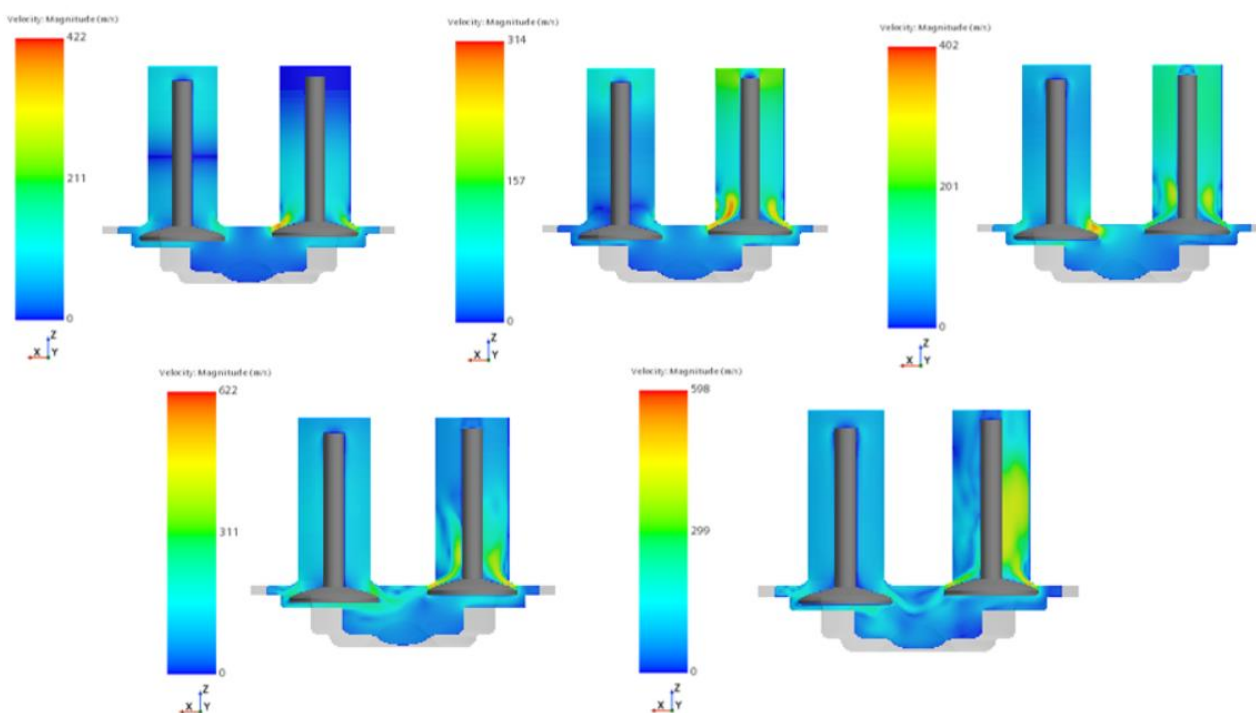 Velocity: Magnitude (m/s)
422
211
0
Z
X Y
Velocity: Magnitude (m/s)
314
157
0
Z
X Y
Velocity: Magnitude (m/s)
402
201
0
Z
X Y
Velocity: Magnitude (m/s)
622
311
0
Z
X Y
Velocity: Magnitude (m/s)
598
299
0
Z
X Y